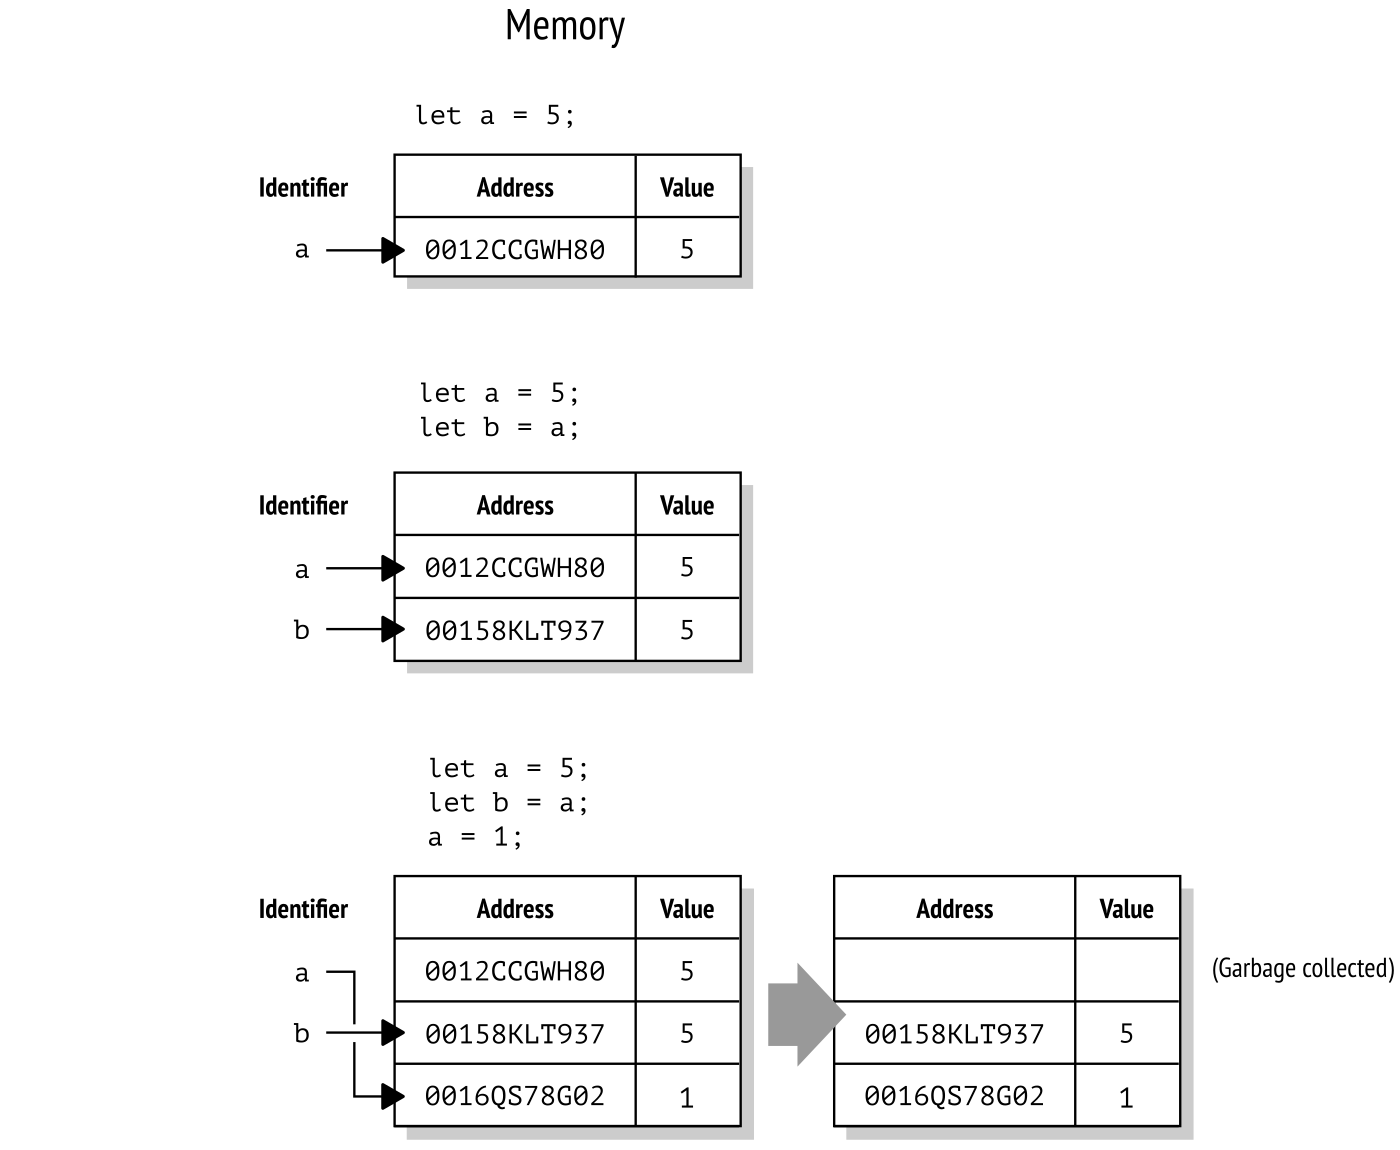 Memory
let a = 5;
Identifier Address Value
a 0012CCGWH80 5
let a = 5;
let b = a;
Identifier Address Value
a 0012CCGWH80 5
b 00158KLT937 5
let a = 5;
let b = a;
a = 1;
Identifier Address Value Address Value
a 0012CCGWH80 5 (Garbage collected)
b 00158KLT937 5 00158KLT937 5
0016QS78G02 1 0016QS78G02 1